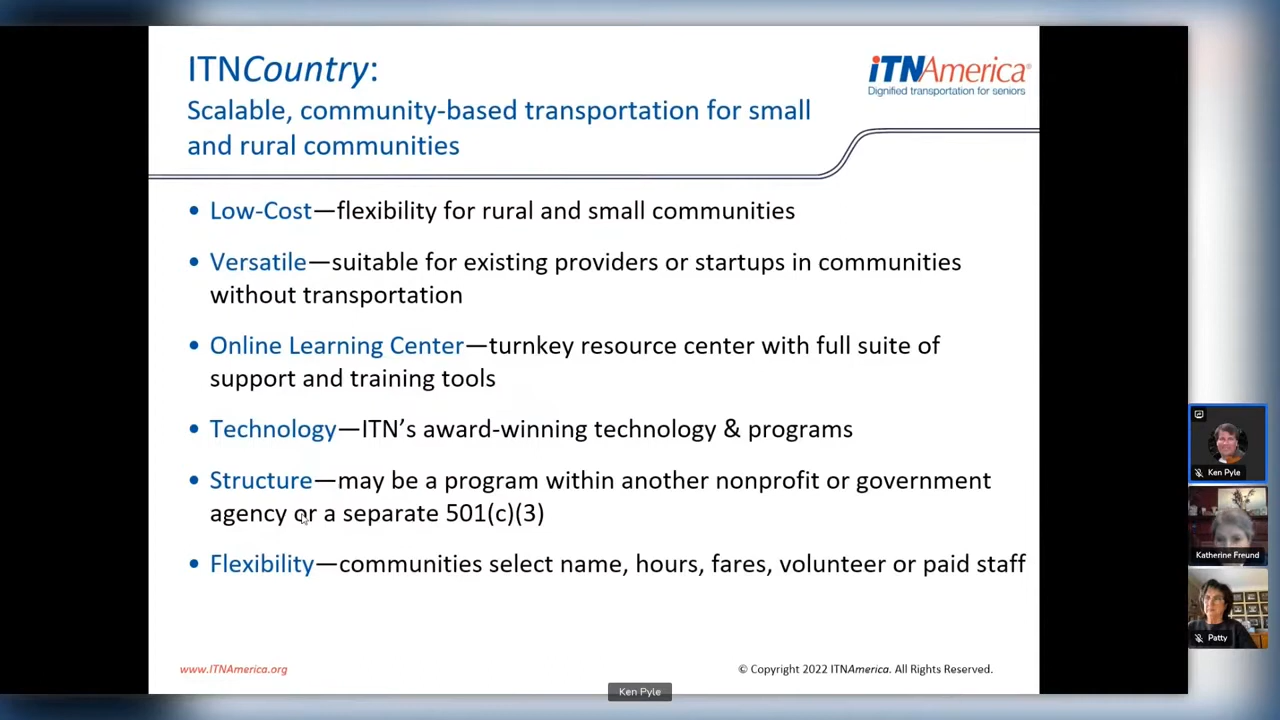 ITNCountry:
Scalable, community-based transportation for small
and rural communities
iTNAmerica®
Dignified transportation for seniors
• Low-Cost—flexibility for rural and small communities
• Versatile—suitable for existing providers or startups in communities
without transportation
• Online Learning Center—turnkey resource center with full suite of
support and training tools
• Technology—ITN’s award-winning technology & programs
• Structure—may be a program within another nonprofit or government
agency or a separate 501(c)(3)
• Flexibility—communities select name, hours, fares, volunteer or paid staff
www.ITNAmerica.org
© Copyright 2022 ITNAmerica. All Rights Reserved.
Ken Pyle
Ken Pyle
Katherine Freund
Patty